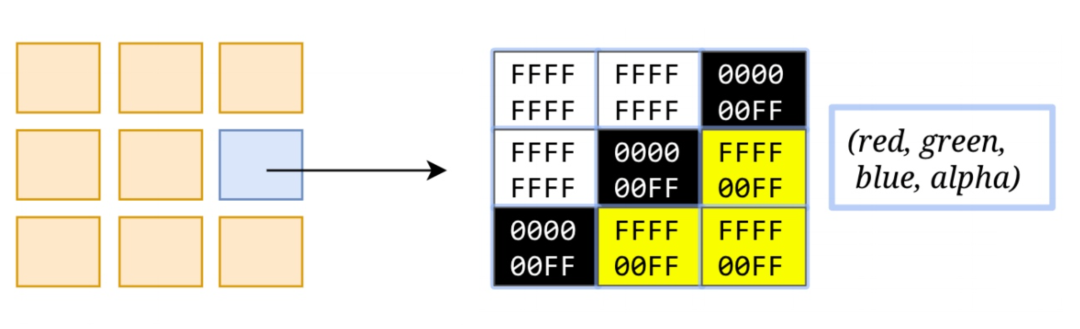 FFFF FFFF 0000
FFFF FFFF 00FF
FFFF 0000 FFFF
FFFF 00FF 00FF
0000 FFFF FFFF
00FF 00FF 00FF
(red, green,
blue, alpha)